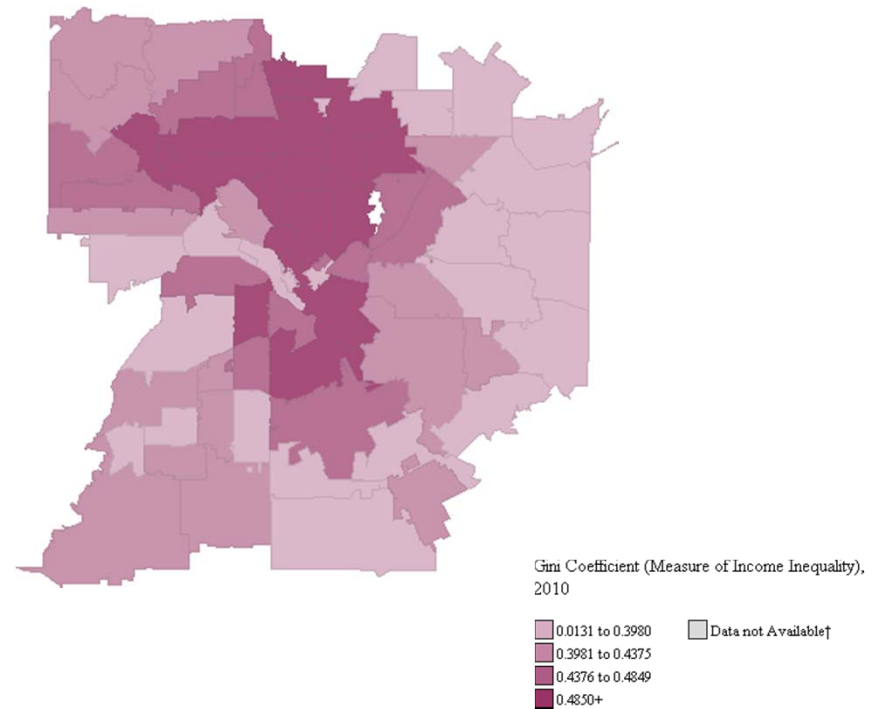 Gini Coefficient (Measure of Income Inequality),
2010
0.0131 to 0.3980
Data not Available†
0.3981 to 0.4375
0.4376 to 0.4849
0.4850+